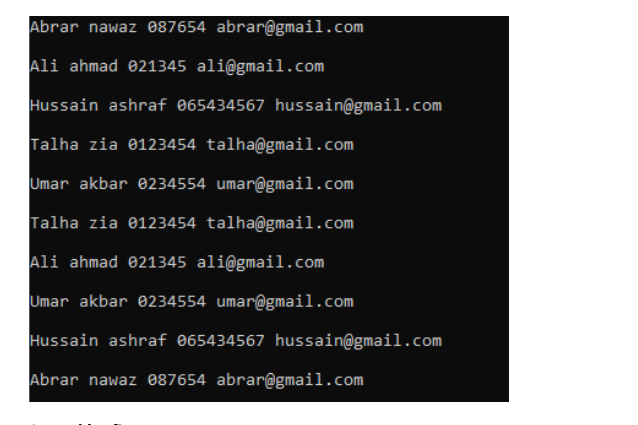 Abrar nawaz 087654 abrar@gmail.com
Ali ahmad 021345 ali@gmail.com
Hussain ashraf 065434567 hussain@gmail.com
Talha zia 0123454 talha@gmail.com
Umar akbar 0234554 umar@gmail.com
Talha zia 0123454 talha@gmail.com
Ali ahmad 021345 ali@gmail.com
Umar akbar 0234554 umar@gmail.com
Hussain ashraf 065434567 hussain@gmail.com
Abrar nawaz 087654 abrar@gmail.com